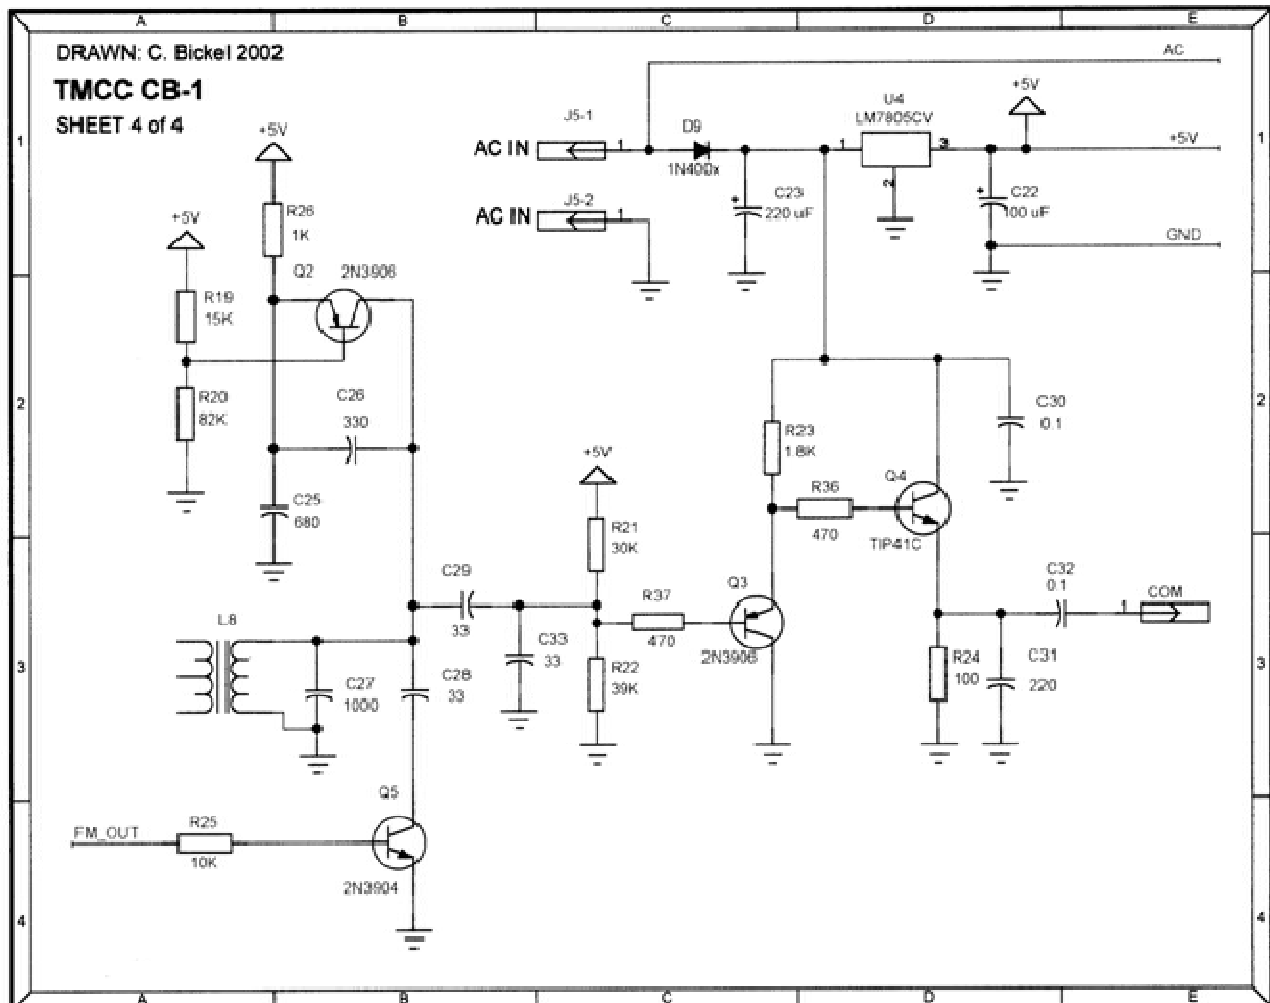 A B C D E
DRAWN: C. Bickel 2002
TMCC CB-1
SHEET 4 of 4
AC
+5V
U4
LM7805CV
J5-1
D9
AC IN
1
1N400x
1
3
+5V
1
1
2
J5-2
AC IN
1
C23
220 uF
C22
100 uF
GND
+5V
R26
1K
+5V
Q2
2N3906
R19
15K
R20
82K
C26
330
2
2
C30
0.1
R23
1.8K
+5V
C25
680
R36
470
Q4
TIP41C
R21
30K
C29
33
R37
470
Q3
2N3906
C32
0.1
COM
1
L8
C33
33
R22
39K
R24
100
C31
220
3
3
C27
1000
C28
33
Q5
FM_OUT
R25
10K
2N3904
4
4
A B C D E